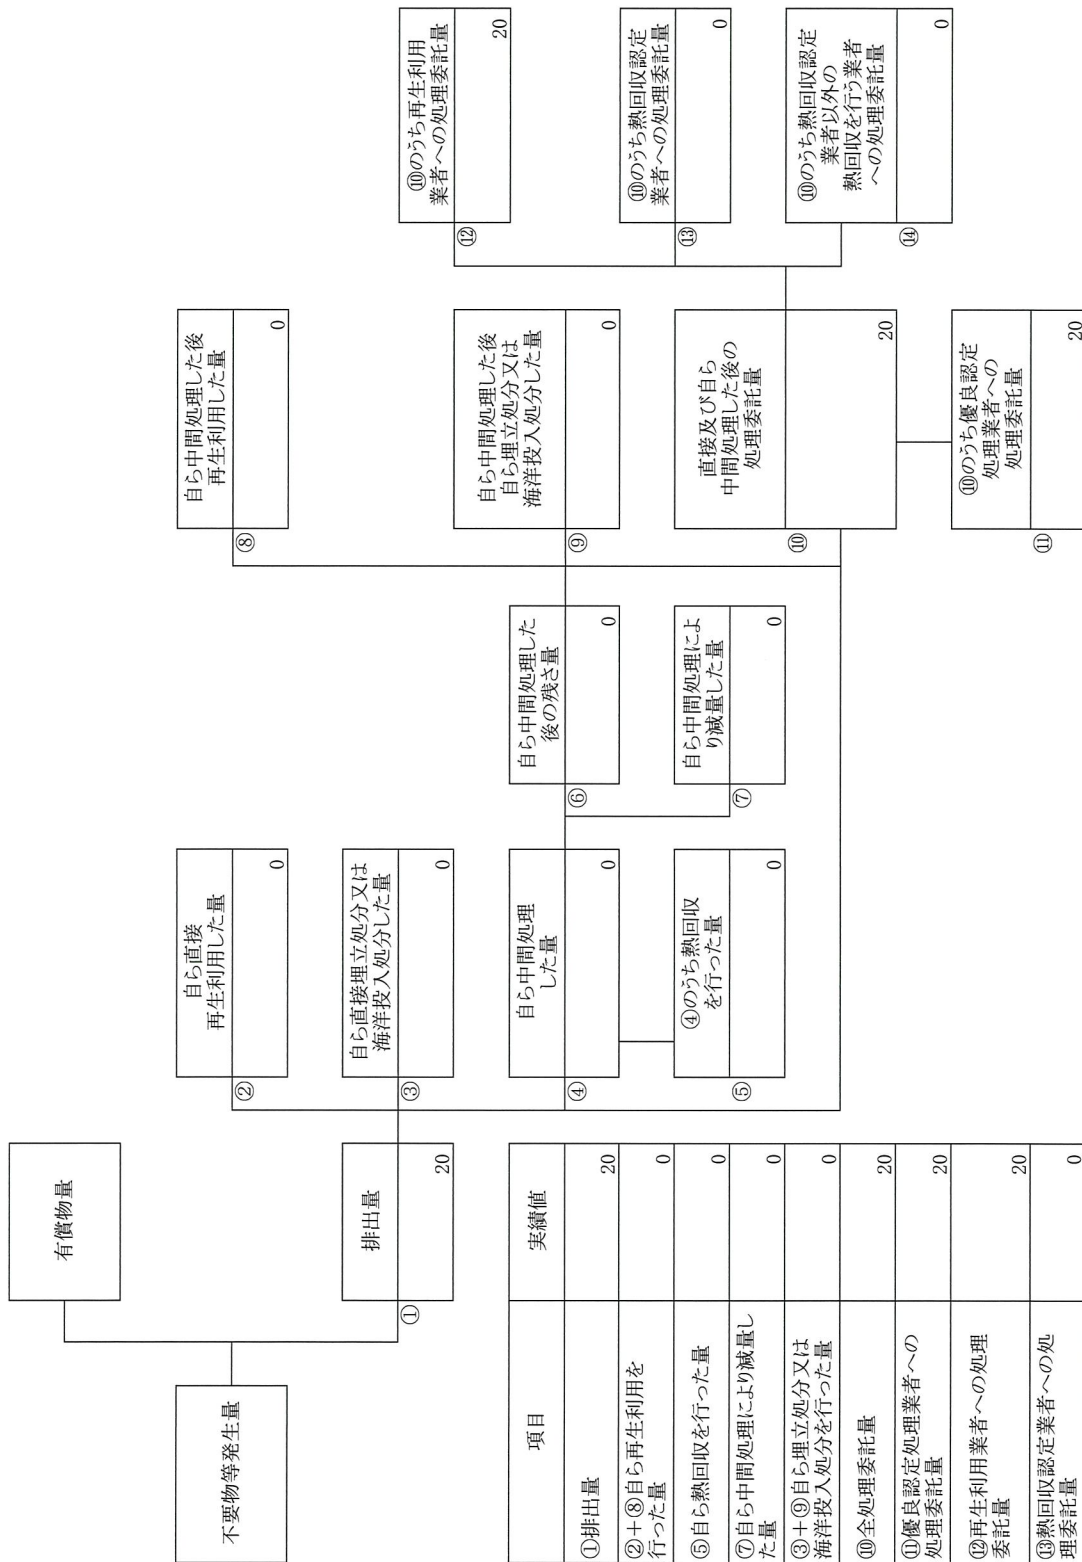 不要物等発生量
有償物量
排出量
①
20
自ら直接
再生利用した量
②
0
自ら直接埋立処分又は
海洋投入処分した量
③
0
自ら中間処理
した量
④
0
④のうち熱回収
を行った量
⑤
0
自ら中間処理した
後の残さ量
⑥
0
自ら中間処理によ
り減量した量
⑦
0
自ら中間処理した後
再生利用した量
⑧
0
自ら中間処理した後
自ら埋立処分又は
海洋投入処分した量
⑨
0
直接及び自ら
中間処理した後の
処理委託量
⑩
20
⑩のうち優良認定
処理業者への
処理委託量
⑪
20
⑩のうち再生利用
業者への処理委託量
⑫
20
⑩のうち熱回収認定
業者への処理委託量
⑬
0
⑩のうち熱回収認定
業者以外の
熱回収を行う業者
への処理委託量
⑭
0
項目 実績値
①排出量 20
②+⑧自ら再生利用を
行った量 0
⑤自ら熱回収を行った量 0
⑦自ら中間処理により減量し
た量 0
③+⑨自ら埋立処分又は
海洋投入処分を行った量 0
⑩全処理委託量 20
⑪優良認定処理業者への
処理委託量 20
⑫再生利用業者への処理
委託量 20
⑬熱回収認定業者への処
理委託量 0